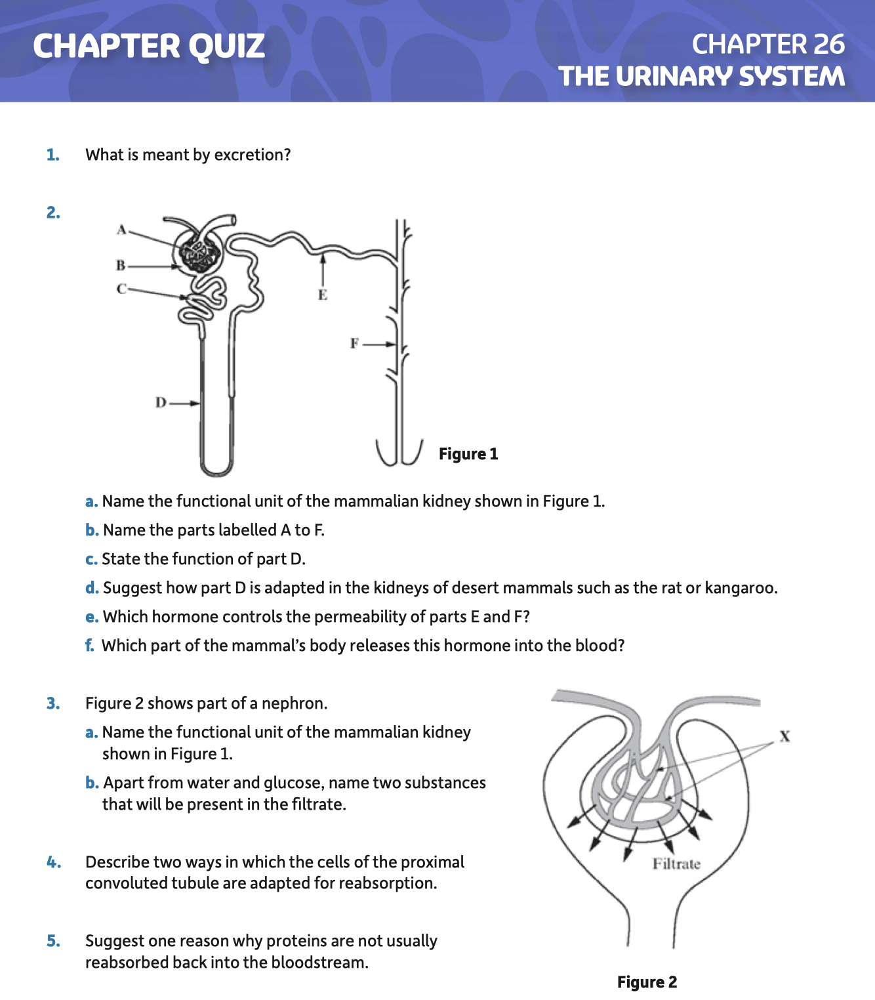 CHAPTER QUIZ
CHAPTER 26
THE URINARY SYSTEM
1. What is meant by excretion?
2.
A
B
C
E
F
D
Figure 1
a. Name the functional unit of the mammalian kidney shown in Figure 1.
b. Name the parts labelled A to F.
c. State the function of part D.
d. Suggest how part D is adapted in the kidneys of desert mammals such as the rat or kangaroo.
e. Which hormone controls the permeability of parts E and F?
f. Which part of the mammal's body releases this hormone into the blood?
3. Figure 2 shows part of a nephron.
a. Name the functional unit of the mammalian kidney
shown in Figure 1.
b. Apart from water and glucose, name two substances
that will be present in the filtrate.
4. Describe two ways in which the cells of the proximal
convoluted tubule are adapted for reabsorption.
5. Suggest one reason why proteins are not usually
reabsorbed back into the bloodstream.
X
Filtrate
Figure 2